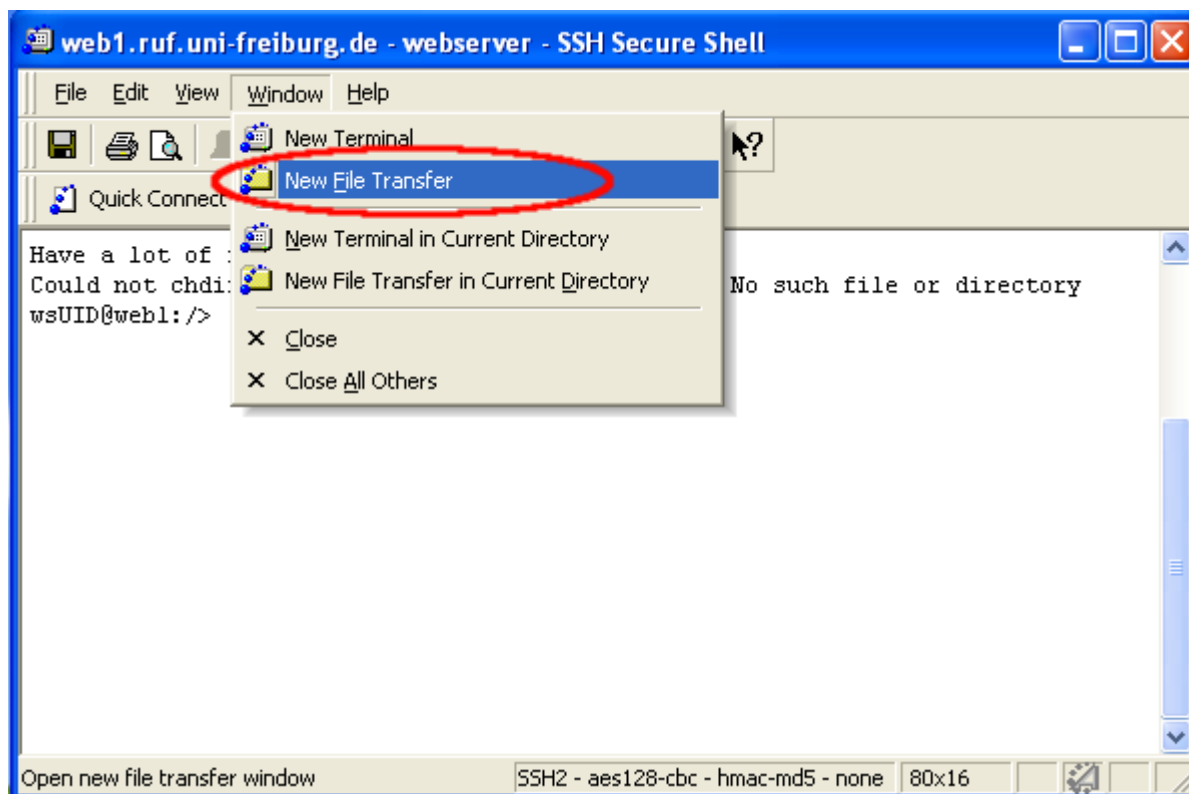 web1.ruf.uni-freiburg.de - webserver - SSH Secure Shell
File Edit View Window Help
New Terminal
New File Transfer
Quick Connect
New Terminal in Current Directory
New File Transfer in Current Directory
Close
Close All Others
Have a lot of
Could not chdi No such file or directory
wsUID@web1:/>
Open new file transfer window SSH2 - aes128-cbc - hmac-md5 - none 80x16